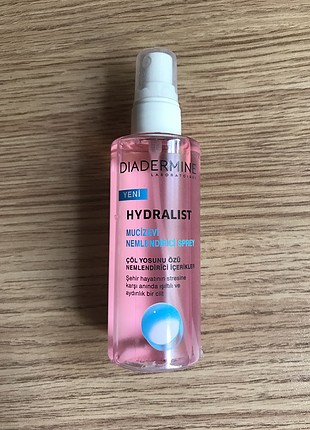 DIADERMINE
LABORATOIRES
YENİ
HYDRALIST
MUCİZEVİ
NEMLENDİRİCİ SPREY
ÇÖL YOSUNU ÖZÜ
NEMLENDİRİCİ İÇERİKLER
Şehir hayatının stresine
karşı anında ışıltılı ve
aydınlık bir cilt